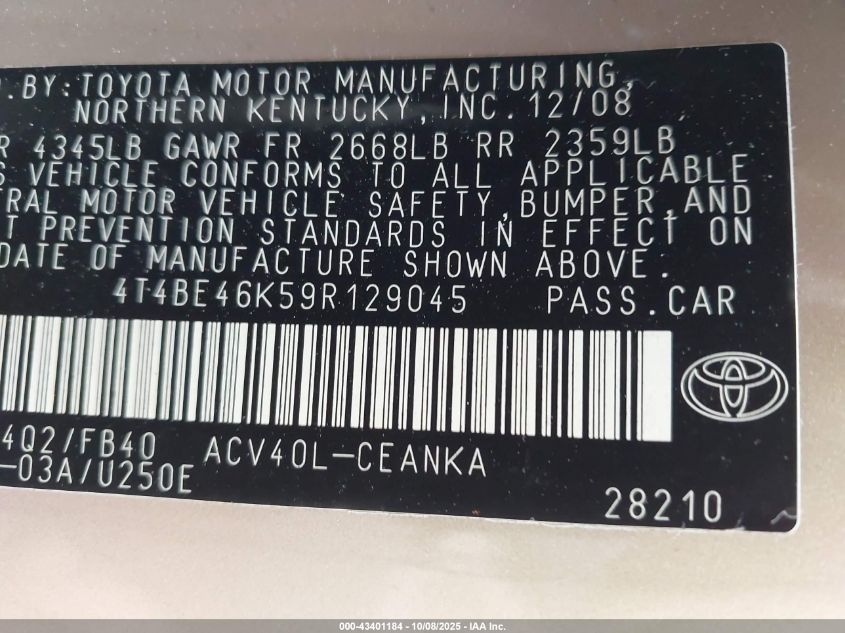 . BY: TOYOTA MOTOR MANUFACTURING,
NORTHERN KENTUCKY, INC. 12/08
R 4345LB GAWR FR 2668LB RR 2359LB
S VEHICLE CONFORMS TO ALL APPLICABLE
RAL MOTOR VEHICLE SAFETY, BUMPER, AND
T PREVENTION STANDARDS IN EFFECT ON
DATE OF MANUFACTURE SHOWN ABOVE.
4T4BE46K59R129045 PASS.CAR
4Q2/FB40 ACV40L-CEANKA
-03A/U250E
28210
000-43401184 - 10/08/2025 - IAA Inc.